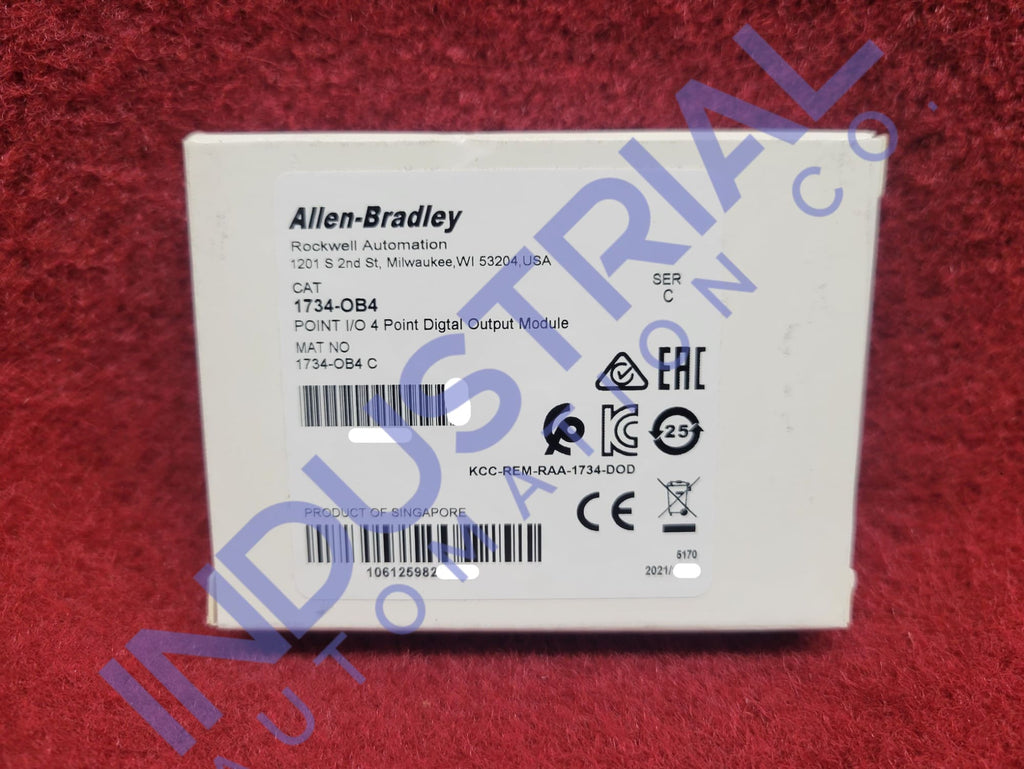 Allen-Bradley
Rockwell Automation
1201 S 2nd St, Milwaukee,WI 53204,USA
CAT
1734-OB4
SER
C
POINT I/O 4 Point Digtal Output Module
MAT NO
1734-OB4 C
EAC
KC
25
KCC-REM-RAA-1734-DOD
CE
PRODUCT OF SINGAPORE
106125982
5170
2021/
INDUSTRIAL
AUTOMATION CO.